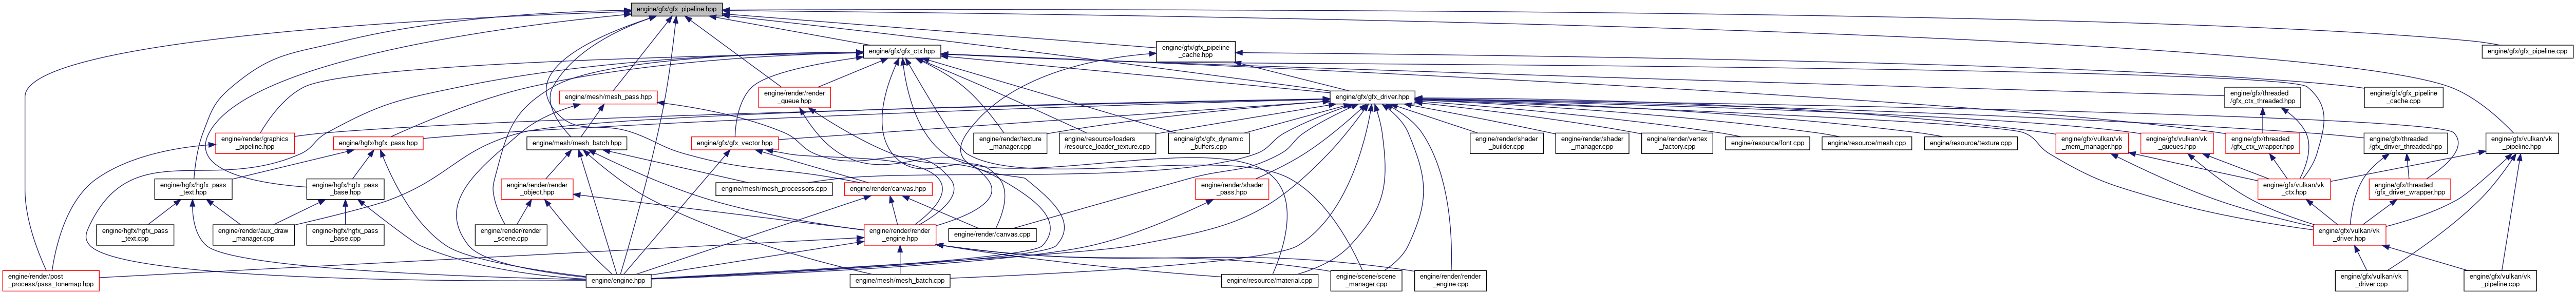 engine/gfx/gfx_pipeline.hpp
engine/gfx/gfx_ctx.hpp
engine/gfx/gfx_pipeline
_cache.hpp
engine/gfx/gfx_pipeline.cpp
engine/mesh/mesh_pass.hpp
engine/render/render
_queue.hpp
engine/gfx/gfx_driver.hpp
engine/gfx/threaded
/gfx_ctx_threaded.hpp
engine/gfx/gfx_pipeline
_cache.cpp
engine/render/graphics
_pipeline.hpp
engine/hgfx/hgfx_pass.hpp
engine/mesh/mesh_batch.hpp
engine/gfx/gfx_vector.hpp
engine/render/texture
_manager.cpp
engine/resource/loaders
/resource_loader_texture.cpp
engine/gfx/gfx_dynamic
_buffers.cpp
engine/render/shader
_builder.cpp
engine/render/shader
_manager.cpp
engine/render/vertex
_factory.cpp
engine/resource/font.cpp
engine/resource/mesh.cpp
engine/resource/texture.cpp
engine/gfx/vulkan/vk
_mem_manager.hpp
engine/gfx/vulkan/vk
_queues.hpp
engine/gfx/threaded
/gfx_ctx_wrapper.hpp
engine/gfx/threaded
/gfx_driver_threaded.hpp
engine/gfx/vulkan/vk
_pipeline.hpp
engine/hgfx/hgfx_pass
_text.hpp
engine/hgfx/hgfx_pass
_base.hpp
engine/render/render
_object.hpp
engine/mesh/mesh_processors.cpp
engine/render/canvas.hpp
engine/render/shader
_pass.hpp
engine/gfx/vulkan/vk
_ctx.hpp
engine/gfx/threaded
/gfx_driver_wrapper.hpp
engine/hgfx/hgfx_pass
_text.cpp
engine/render/aux_draw
_manager.cpp
engine/hgfx/hgfx_pass
_base.cpp
engine/render/render
_scene.cpp
engine/render/render
_engine.hpp
engine/render/canvas.cpp
engine/gfx/vulkan/vk
_driver.hpp
engine/render/post
_process/pass_tonemap.hpp
engine/engine.hpp
engine/mesh/mesh_batch.cpp
engine/resource/material.cpp
engine/scene/scene
_manager.cpp
engine/render/render
_engine.cpp
engine/gfx/vulkan/vk
_driver.cpp
engine/gfx/vulkan/vk
_pipeline.cpp